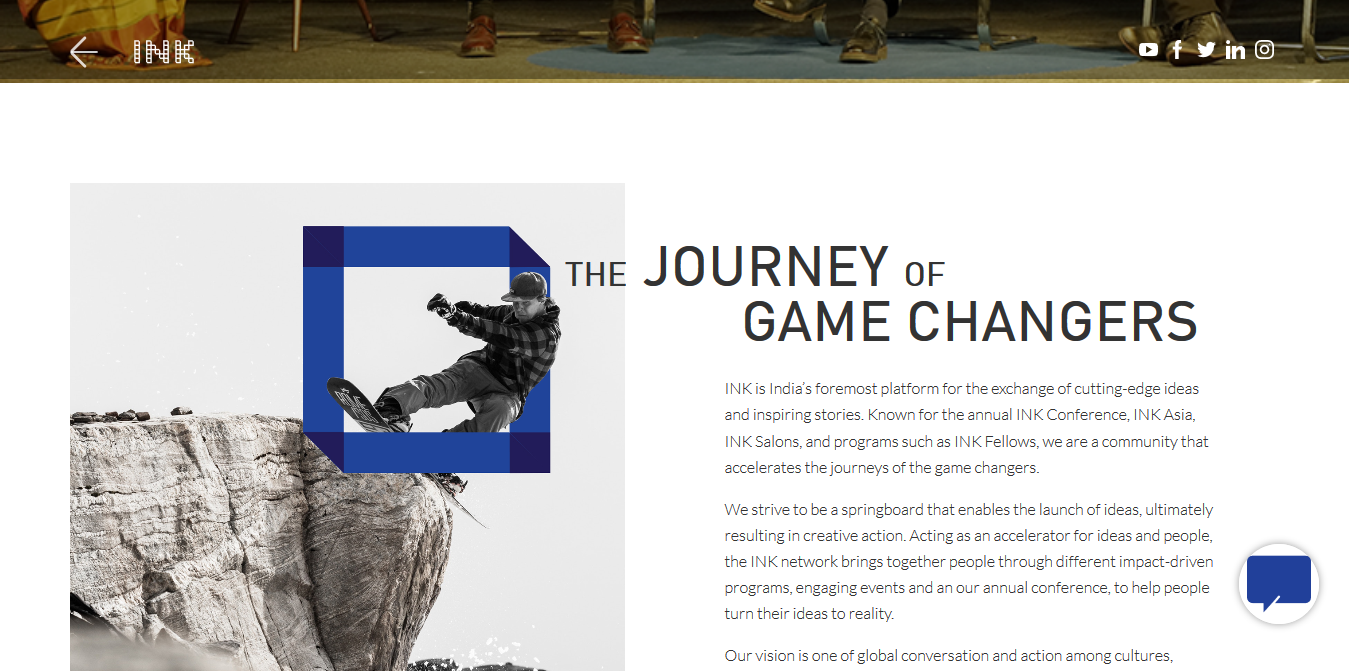 INK
THE JOURNEY OF
GAME CHANGERS
INK is India’s foremost platform for the exchange of cutting-edge ideas
and inspiring stories. Known for the annual INK Conference, INK Asia,
INK Salons, and programs such as INK Fellows, we are a community that
accelerates the journeys of the game changers.
We strive to be a springboard that enables the launch of ideas, ultimately
resulting in creative action. Acting as an accelerator for ideas and people,
the INK network brings together people through different impact-driven
programs, engaging events and an our annual conference, to help people
turn their ideas to reality.
Our vision is one of global conversation and action among cultures,